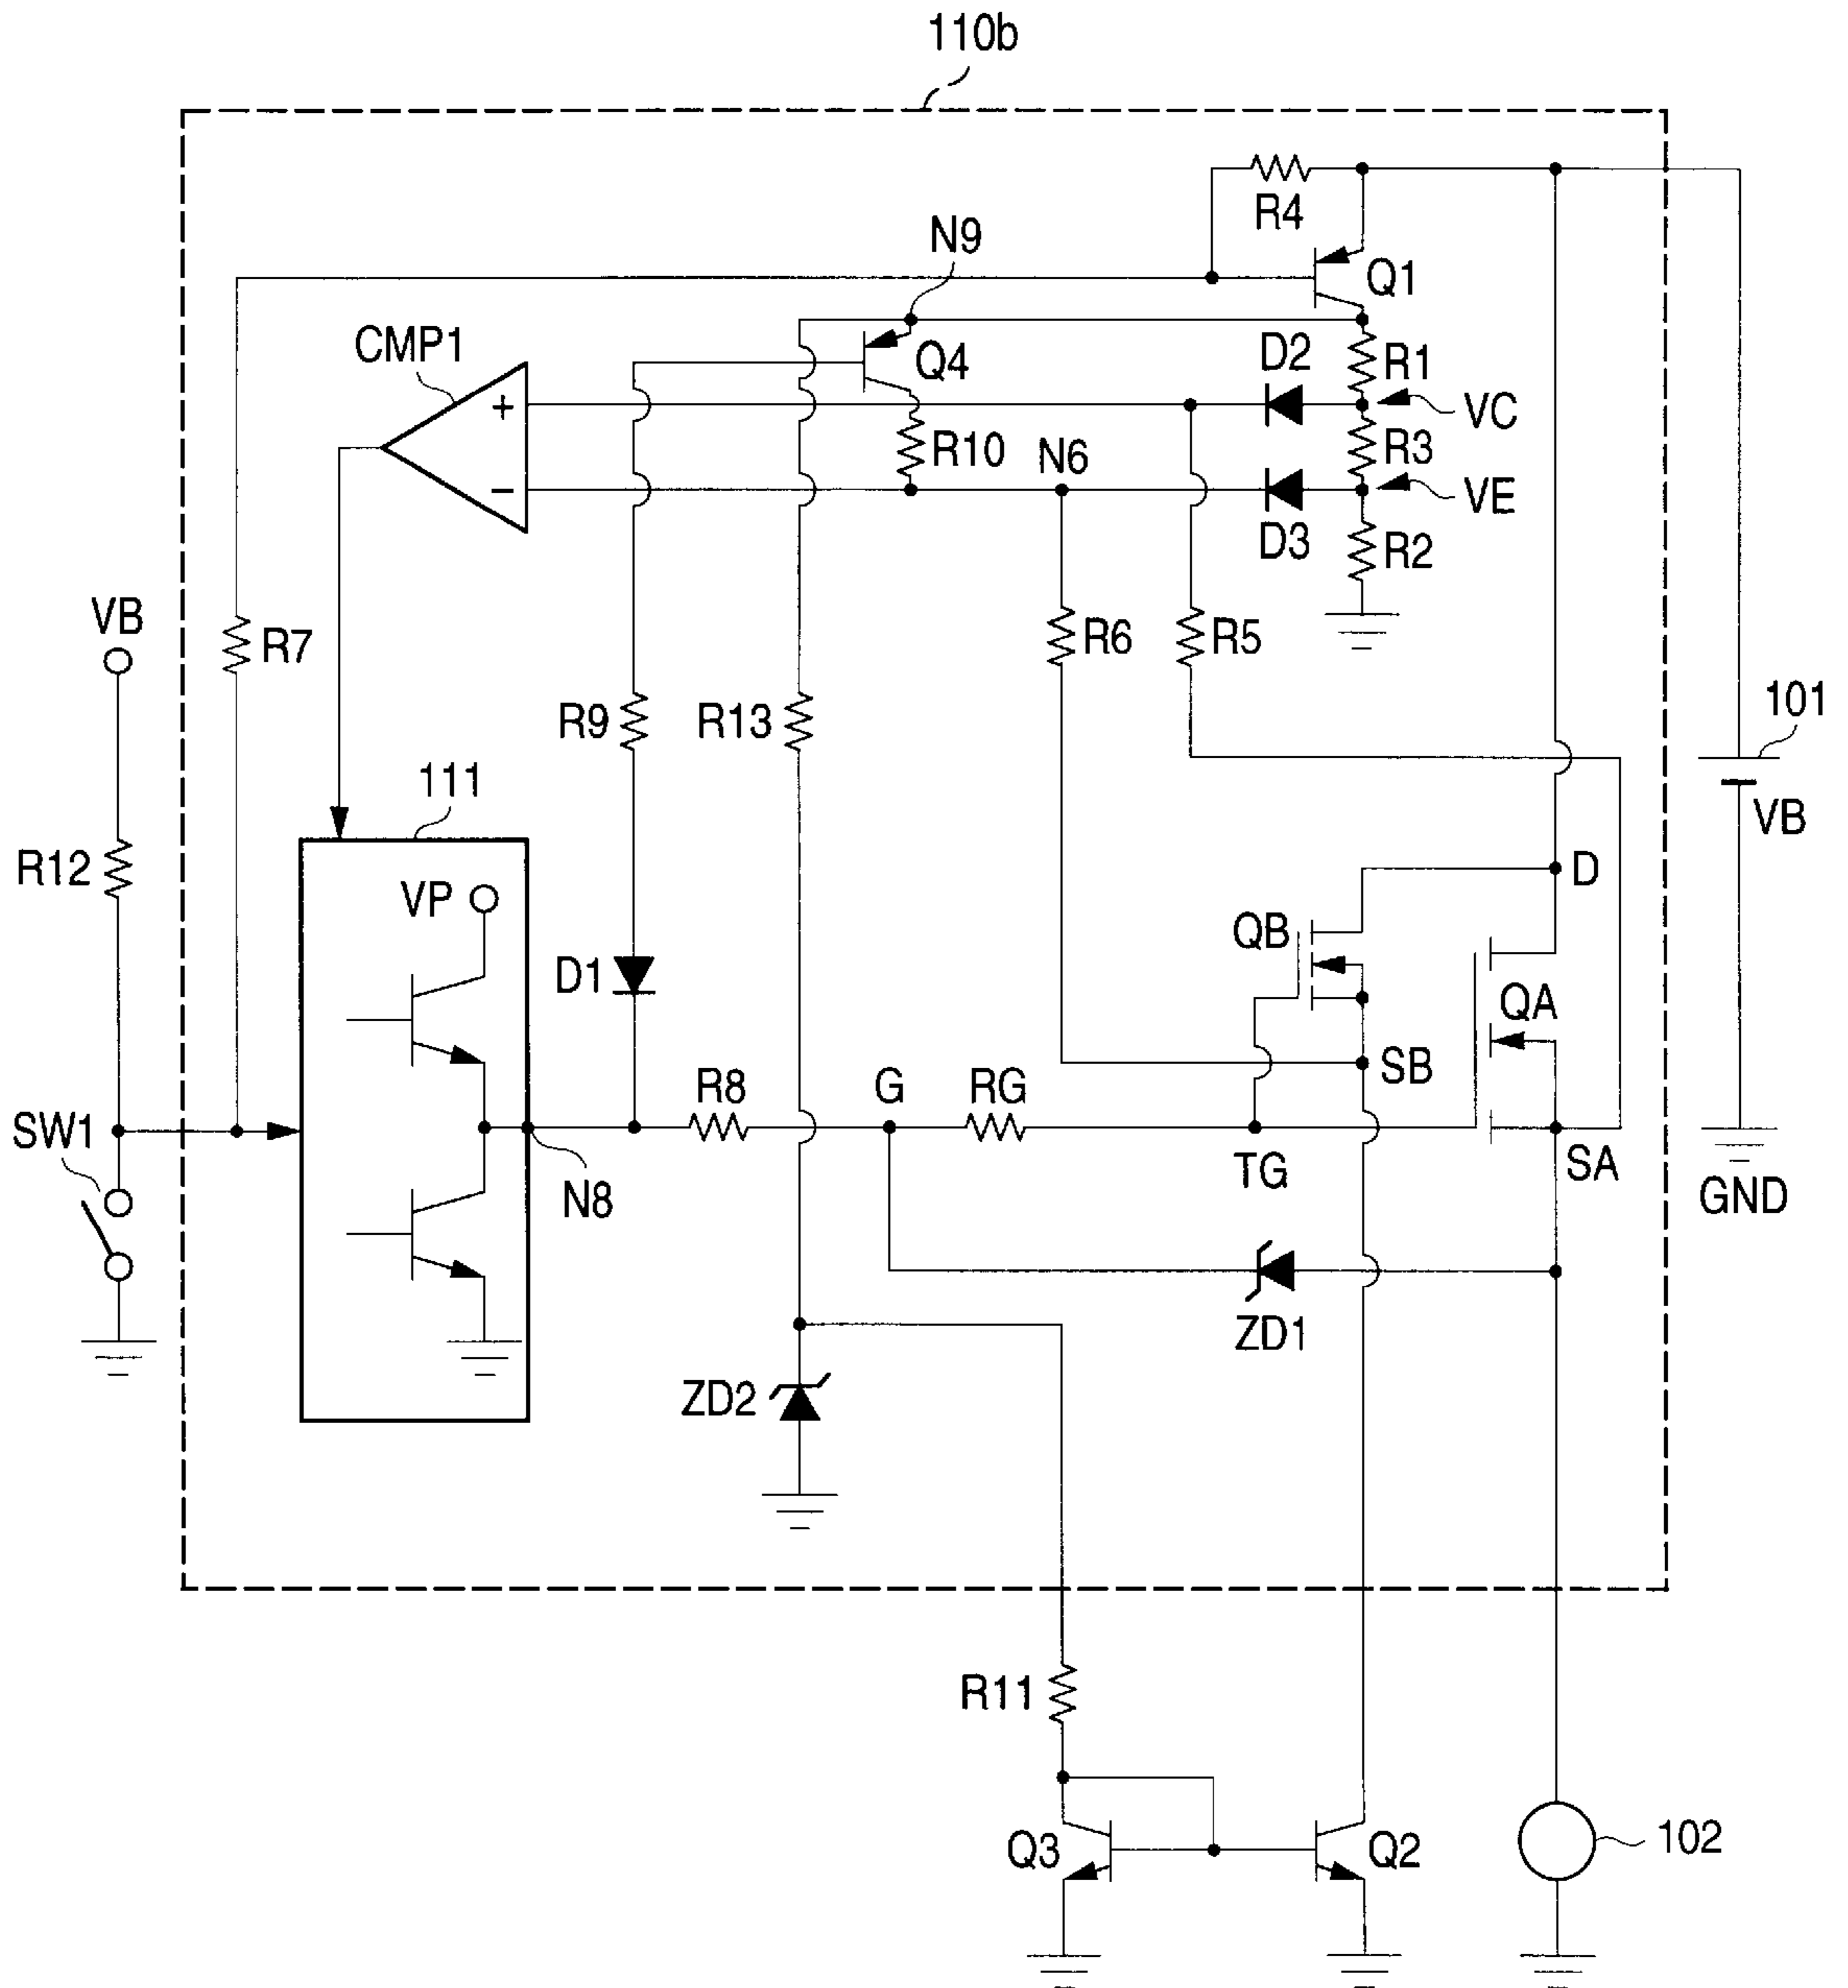 110b
R4
N9
Q1
CMP1
Q4
D2
R1
+
VC
R10
N6
R3
−
VE
D3
R2
VB
R7
R6
R5
101
R9
R13
111
VB
R12
VP
D
QB
D1
QA
SB
R8
G
RG
SW1
TG
SA
N8
GND
ZD1
ZD2
R11
Q3
Q2
102